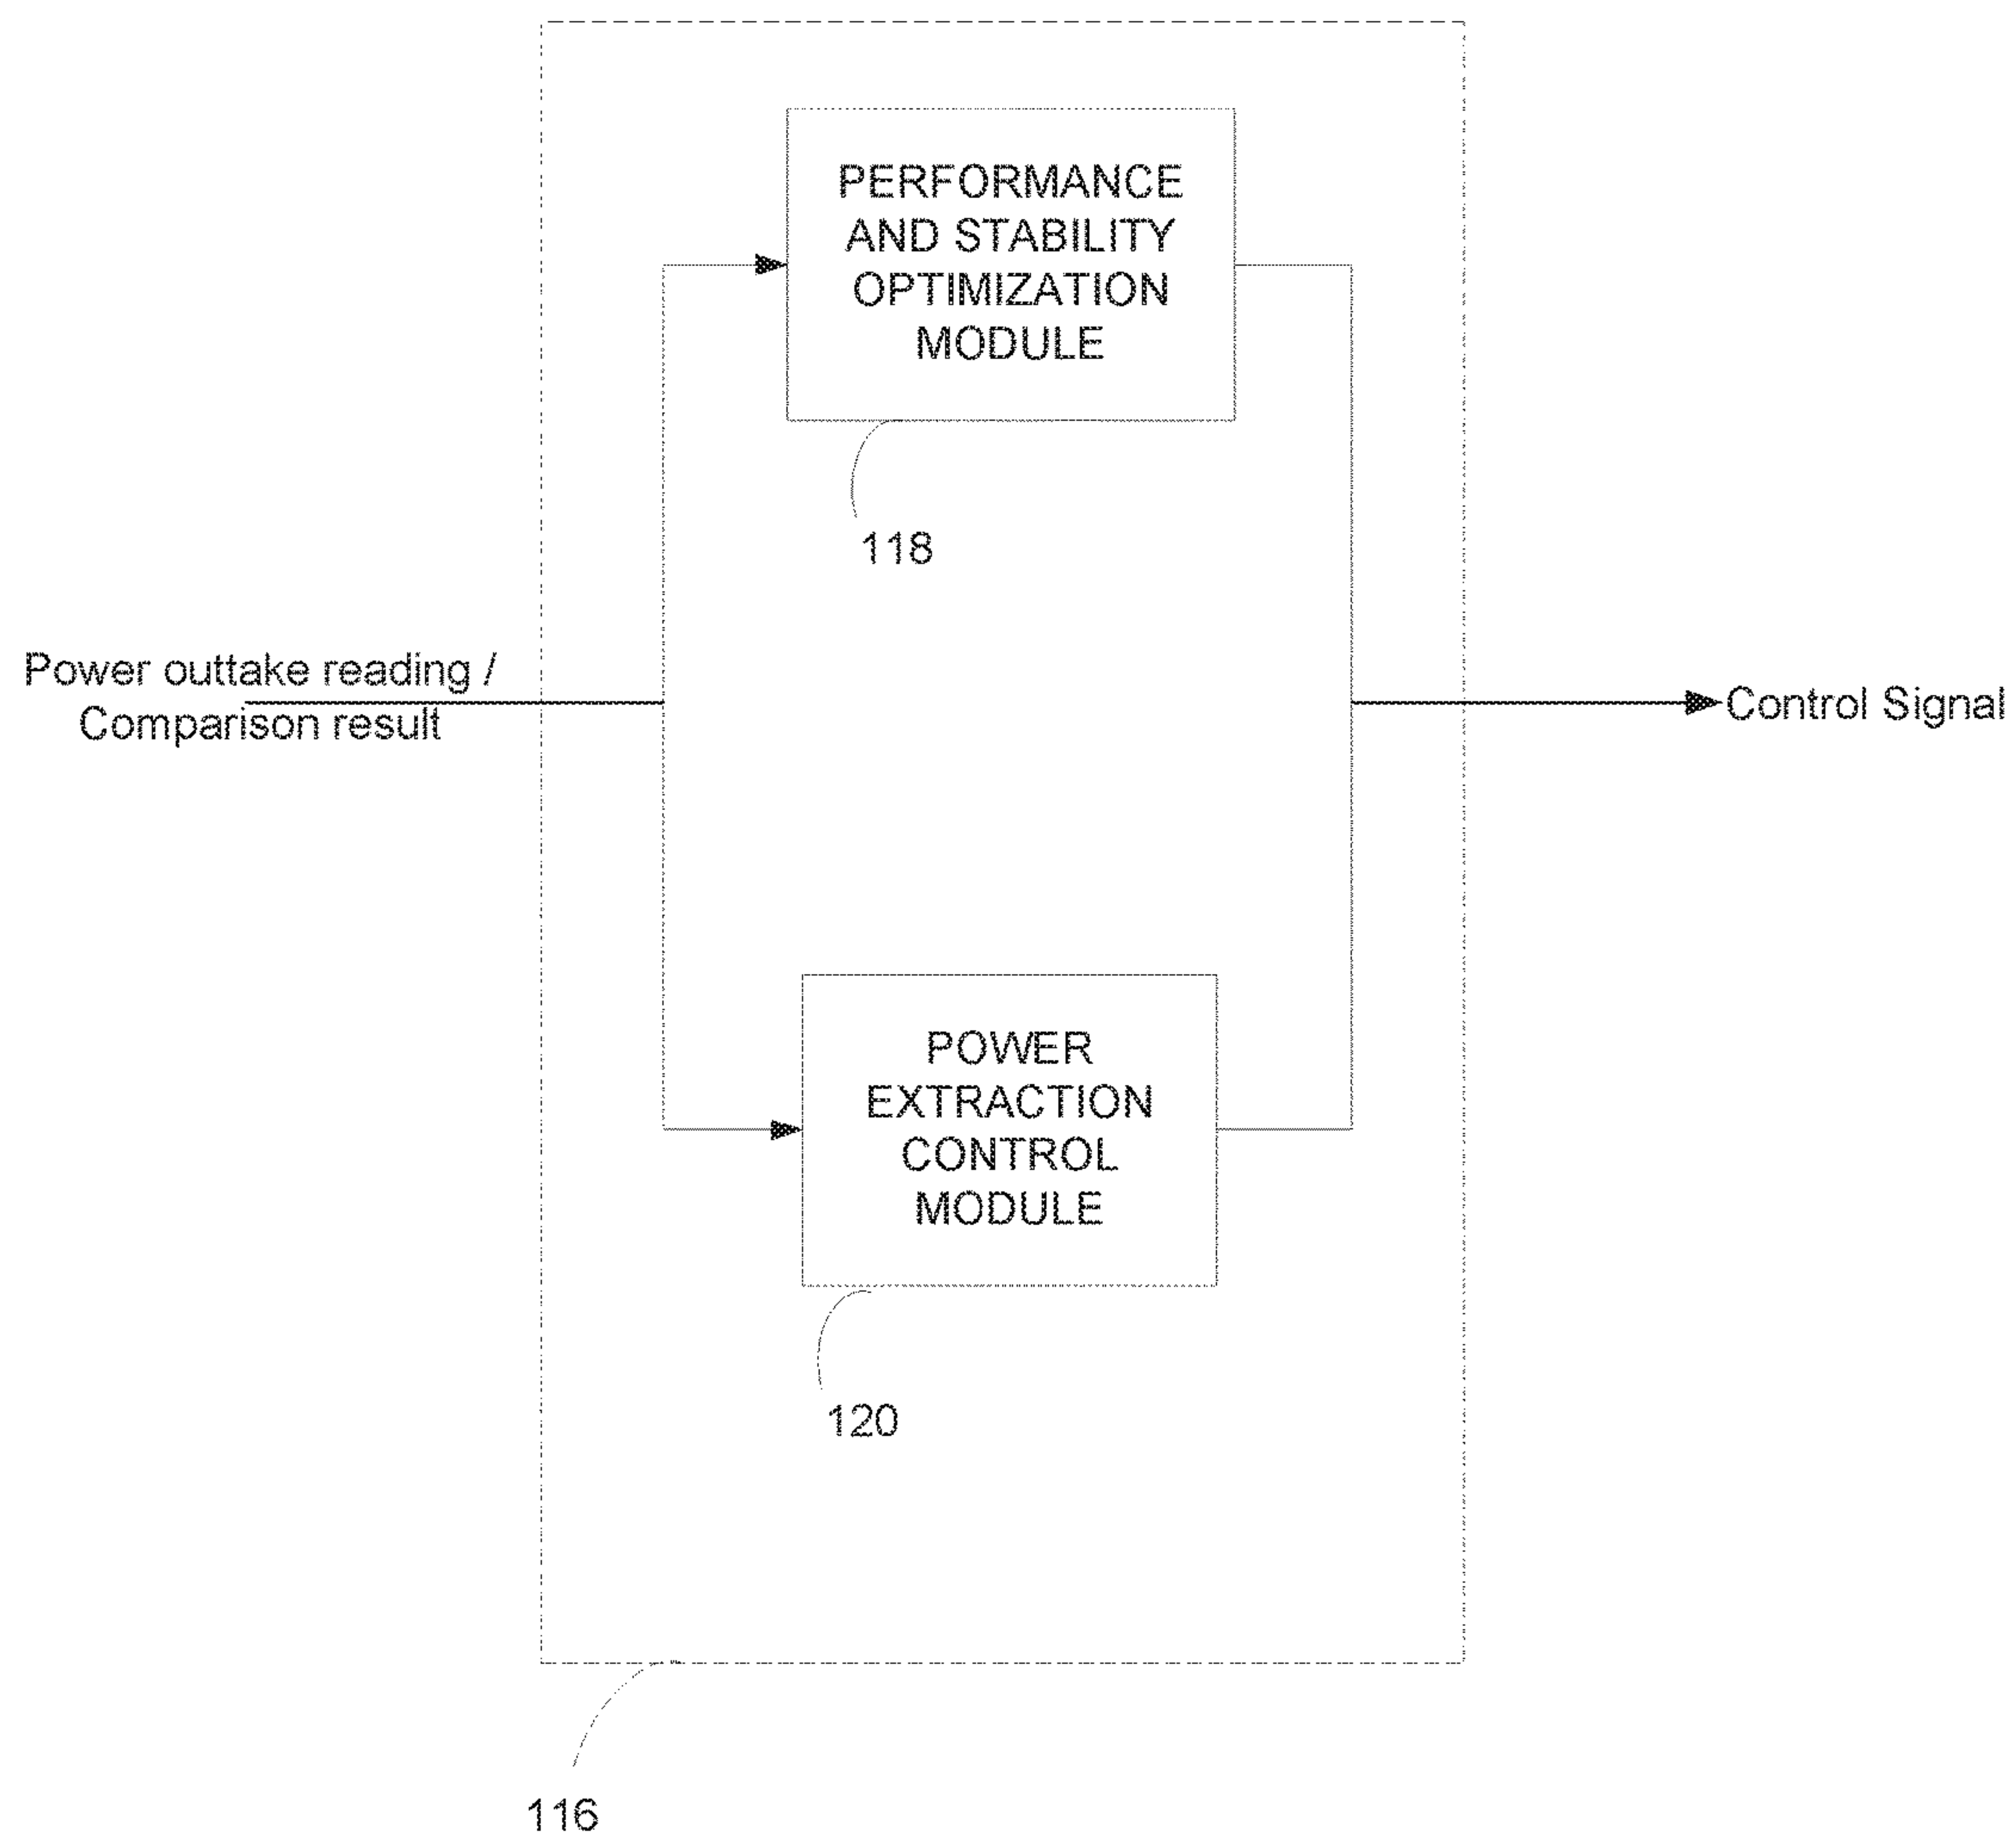 PERFORMANCE
AND STABILITY
OPTIMIZATION
MODULE
118
Power outtake reading /
Comparison result
Control Signal
POWER
EXTRACTION
CONTROL
MODULE
120
116